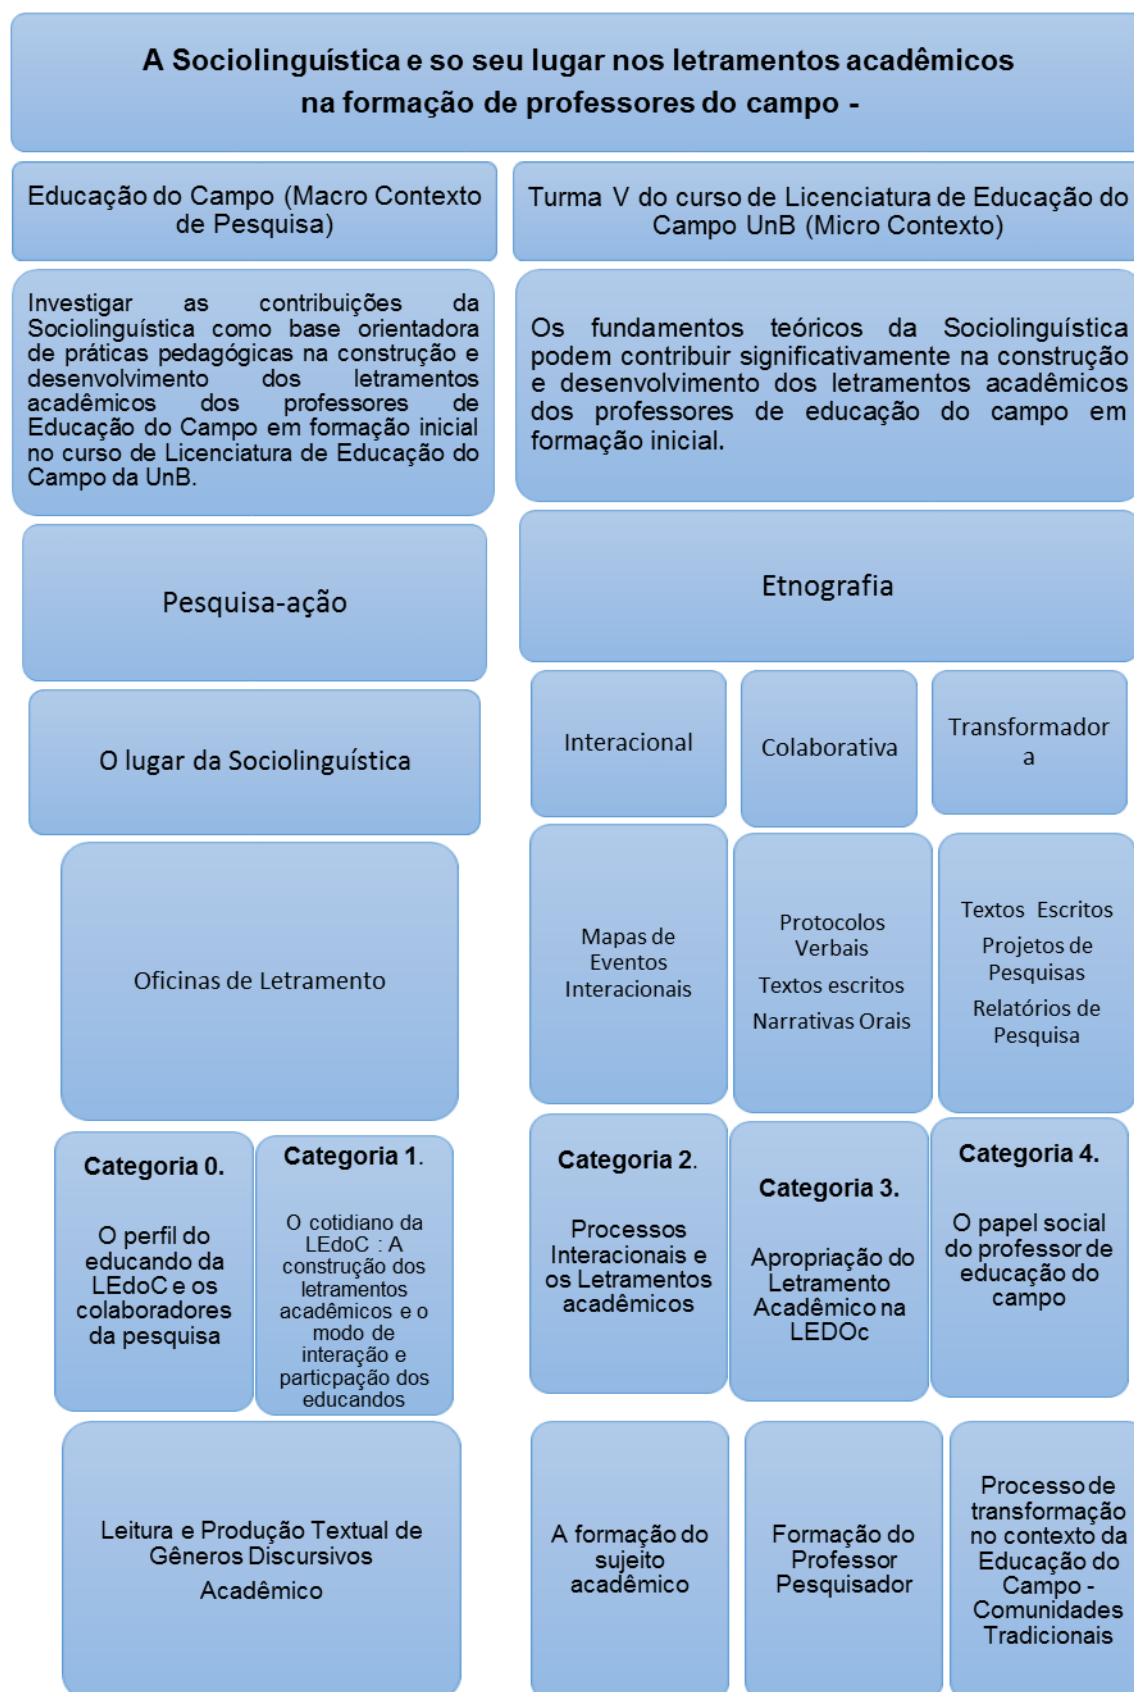 A Sociolinguística e so seu lugar nos letramentos acadêmicos
na formação de professores do campo -
Educação do Campo (Macro Contexto
de Pesquisa)
Turma V do curso de Licenciatura de Educação do
Campo UnB (Micro Contexto)
Investigar as contribuições da
Sociolinguística como base orientadora
de práticas pedagógicas na construção e
desenvolvimento dos letramentos
acadêmicos dos professores de
Educação do Campo em formação inicial
no curso de Licenciatura de Educação do
Campo da UnB.
Os fundamentos teóricos da Sociolinguística
podem contribuir significativamente na construção
e desenvolvimento dos letramentos acadêmicos
dos professores de educação do campo em
formação inicial.
Pesquisa-ação
Etnografia
O lugar da Sociolinguística
Interacional
Colaborativa
Transformador
a
Oficinas de Letramento
Mapas de
Eventos
Interacionais
Protocolos
Verbais
Textos escritos
Narrativas Orais
Textos Escritos
Projetos de
Pesquisas
Relatórios de
Pesquisa
Categoria 0.
O perfil do
educando da
LEdoC e os
colaboradores
da pesquisa
Categoria 1.
O cotidiano da
LEdoC : A
construção dos
letramentos
acadêmicos e o
modo de
interação e
particpação dos
educandos
Categoria 2.
Processos
Interacionais e
os Letramentos
acadêmicos
Categoria 3.
Apropriação do
Letramento
Acadêmico na
LEDOc
Categoria 4.
O papel social
do professor de
educação do
campo
Leitura e Produção Textual de
Gêneros Discursivos
Acadêmico
A formação do
sujeito
acadêmico
Formação do
Professor
Pesquisador
Processo de
transformação
no contexto da
Educação do
Campo -
Comunidades
Tradicionais